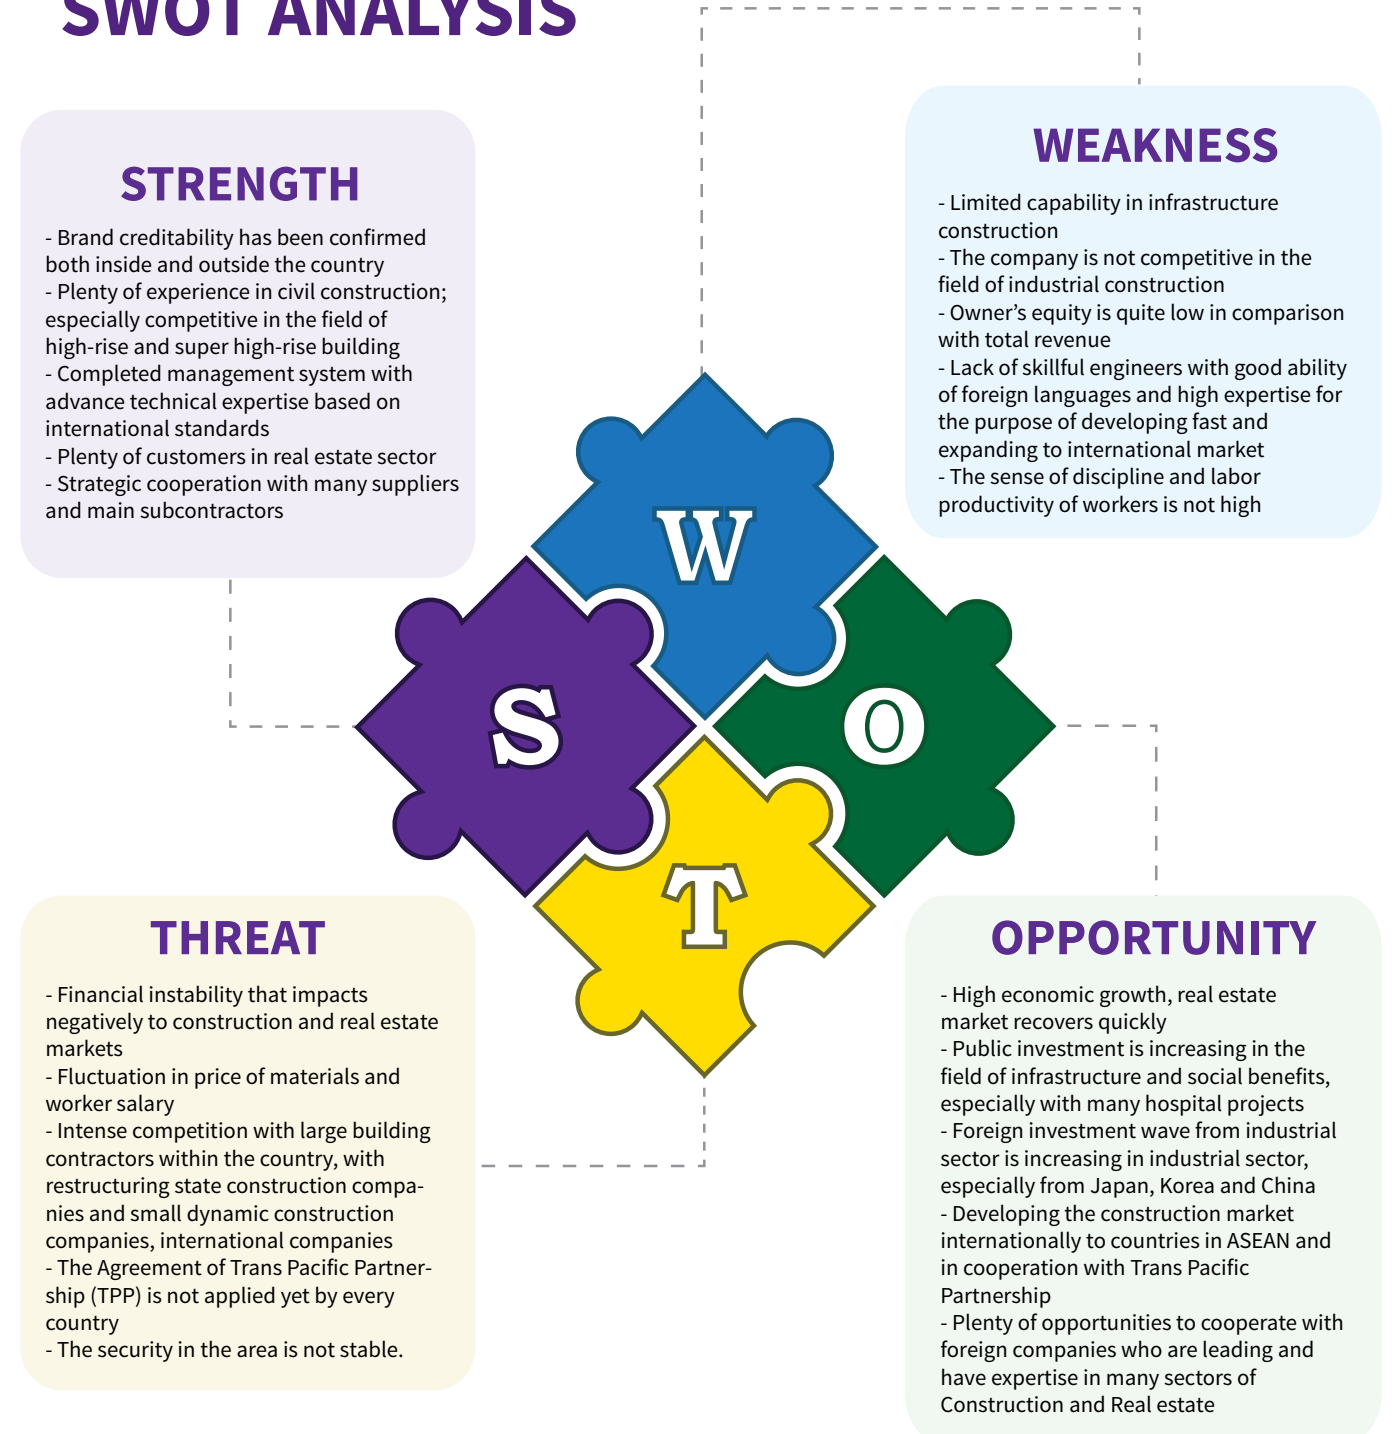 SWOT ANALYSIS
STRENGTH
- Brand creditability has been confirmed
both inside and outside the country
- Plenty of experience in civil construction;
especially competitive in the field of
high-rise and super high-rise building
- Completed management system with
advance technical expertise based on
international standards
- Plenty of customers in real estate sector
- Strategic cooperation with many suppliers
and main subcontractors
WEAKNESS
- Limited capability in infrastructure
construction
- The company is not competitive in the
field of industrial construction
- Owner’s equity is quite low in comparison
with total revenue
- Lack of skillful engineers with good ability
of foreign languages and high expertise for
the purpose of developing fast and
expanding to international market
- The sense of discipline and labor
productivity of workers is not high
W
S
O
T
THREAT
- Financial instability that impacts
negatively to construction and real estate
markets
- Fluctuation in price of materials and
worker salary
- Intense competition with large building
contractors within the country, with
restructuring state construction compa-
nies and small dynamic construction
companies, international companies
- The Agreement of Trans Pacific Partner-
ship (TPP) is not applied yet by every
country
- The security in the area is not stable.
OPPORTUNITY
- High economic growth, real estate
market recovers quickly
- Public investment is increasing in the
field of infrastructure and social benefits,
especially with many hospital projects
- Foreign investment wave from industrial
sector is increasing in industrial sector,
especially from Japan, Korea and China
- Developing the construction market
internationally to countries in ASEAN and
in cooperation with Trans Pacific
Partnership
- Plenty of opportunities to cooperate with
foreign companies who are leading and
have expertise in many sectors of
Construction and Real estate